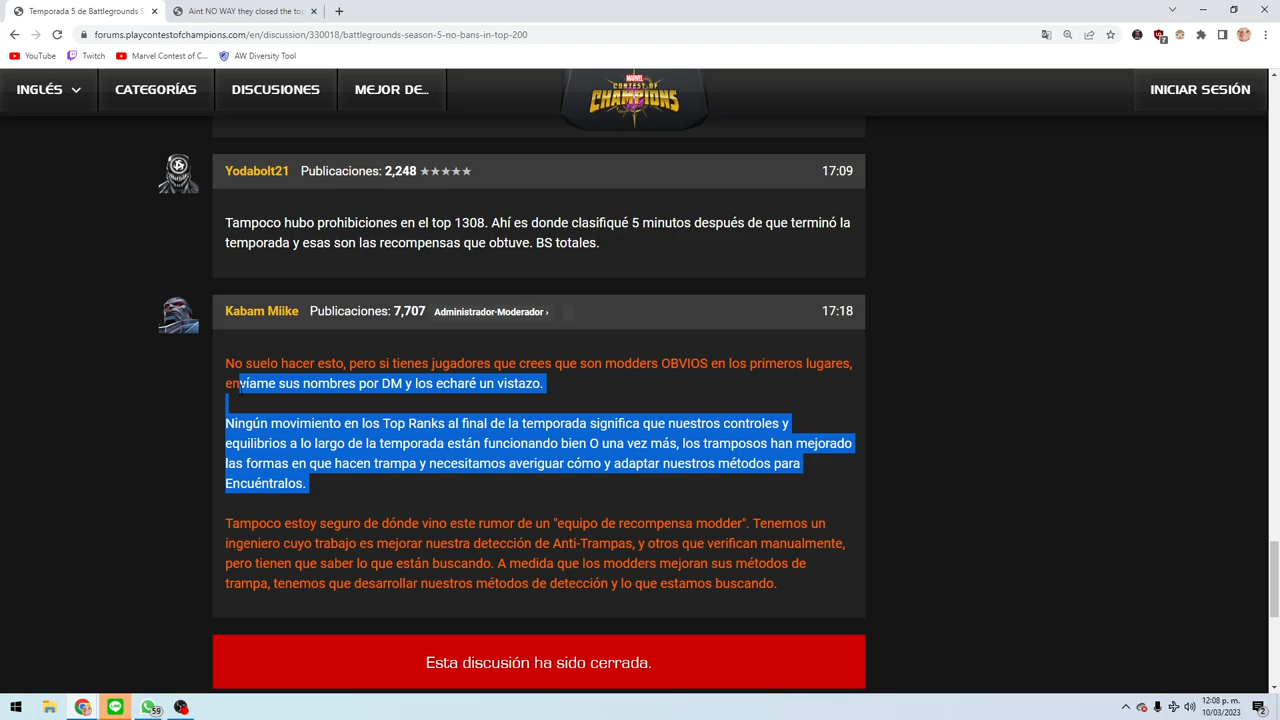 Temporada 5 de Battlegrounds S
Aint NO WAY they closed the top
forums.playcontestofchampions.com/en/discussion/330018/battlegrounds-season-5-no-bans-in-top-200
YouTube
Twitch
Marvel Contest of C...
AW Diversity Tool
INGLÉS
CATEGORÍAS
DISCUSIONES
MEJOR DE...
MARVEL
CONTEST OF
CHAMPIONS
INICIAR SESIÓN
Yodabolt21 Publicaciones: 2,248 ★★★★★ 17:09
Tampoco hubo prohibiciones en el top 1308. Ahí es donde clasifiqué 5 minutos después de que terminó la
temporada y esas son las recompensas que obtuve. BS totales.
Kabam Miike Publicaciones: 7,707 Administrador-Moderador › 17:18
No suelo hacer esto, pero si tienes jugadores que crees que son modders OBVIOS en los primeros lugares,
envíame sus nombres por DM y los echaré un vistazo.
Ningún movimiento en los Top Ranks al final de la temporada significa que nuestros controles y
equilibrios a lo largo de la temporada están funcionando bien O una vez más, los tramposos han mejorado
las formas en que hacen trampa y necesitamos averiguar cómo y adaptar nuestros métodos para
Encuéntralos.
Tampoco estoy seguro de dónde vino este rumor de un "equipo de recompensa modder". Tenemos un
ingeniero cuyo trabajo es mejorar nuestra detección de Anti-Trampas, y otros que verifican manualmente,
pero tienen que saber lo que están buscando. A medida que los modders mejoran sus métodos de
trampa, tenemos que desarrollar nuestros métodos de detección y lo que estamos buscando.
Esta discusión ha sido cerrada.
59
12:08 p. m.
10/03/2023
2